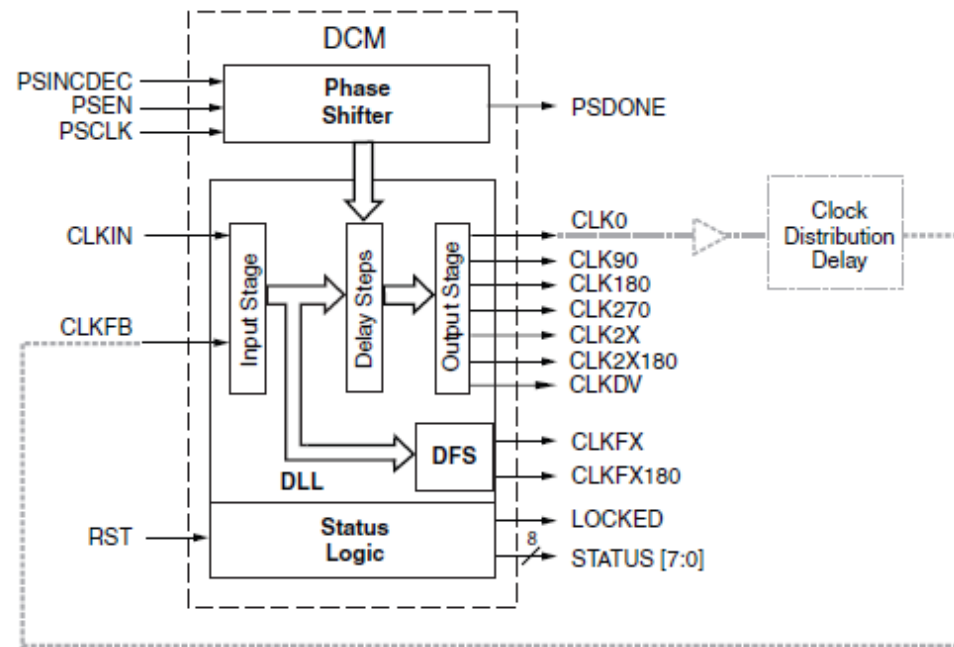 DCM
PSINCDEC
PSEN
PSCLK
Phase
Shifter
PSDONE
CLKIN
CLKFB
Input Stage
Delay Steps
Output Stage
CLK0
CLK90
CLK180
CLK270
CLK2X
CLK2X180
CLKDV
Clock
Distribution
Delay
DFS
CLKFX
CLKFX180
DLL
RST
Status
Logic
LOCKED
8
STATUS [7:0]